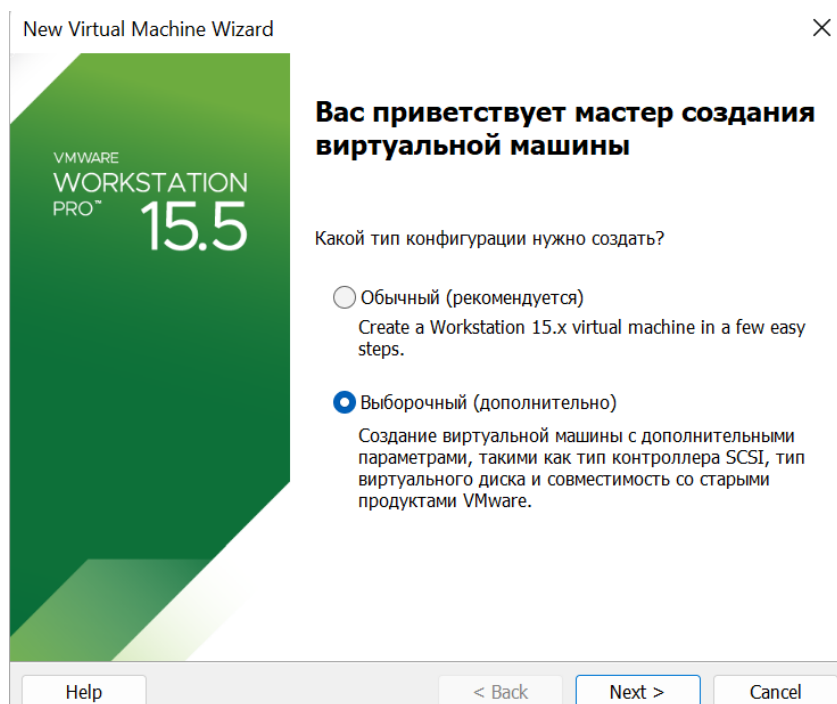 New Virtual Machine Wizard
VMWARE
WORKSTATION
PRO™ 15.5
Вас приветствует мастер создания
виртуальной машины
Какой тип конфигурации нужно создать?
Обычный (рекомендуется)
Create a Workstation 15.x virtual machine in a few easy
steps.
Выборочный (дополнительно)
Создание виртуальной машины с дополнительными
параметрами, такими как тип контроллера SCSI, тип
виртуального диска и совместимость со старыми
продуктами VMware.
Help
< Back
Next >
Cancel